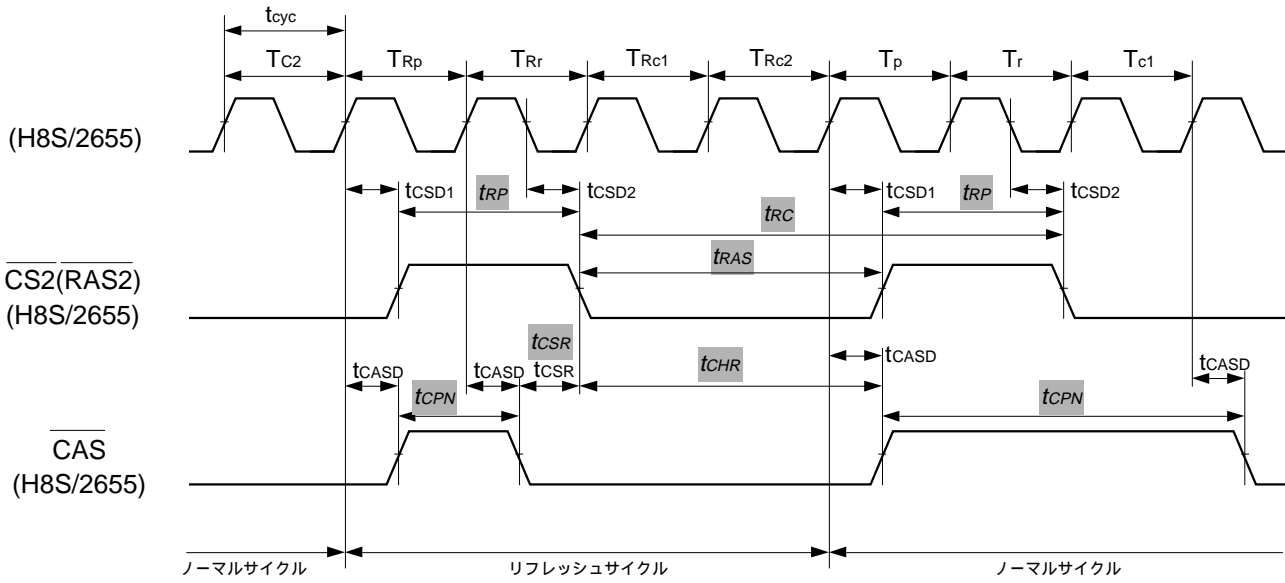 tcyc
TC2 TRp TRr TRc1 TRc2 Tp Tr Tc1
(H8S/2655)
tCSD1 tRP tCSD2 tCSD1 tRP tCSD2
tRC
tRAS
CS2(RAS2)
(H8S/2655)
tCSR
tCASD tCASD tCSR tCHR tCASD tCASD
tCPN tCPN
CAS
(H8S/2655)
ノーマルサイクル リフレッシュサイクル ノーマルサイクル